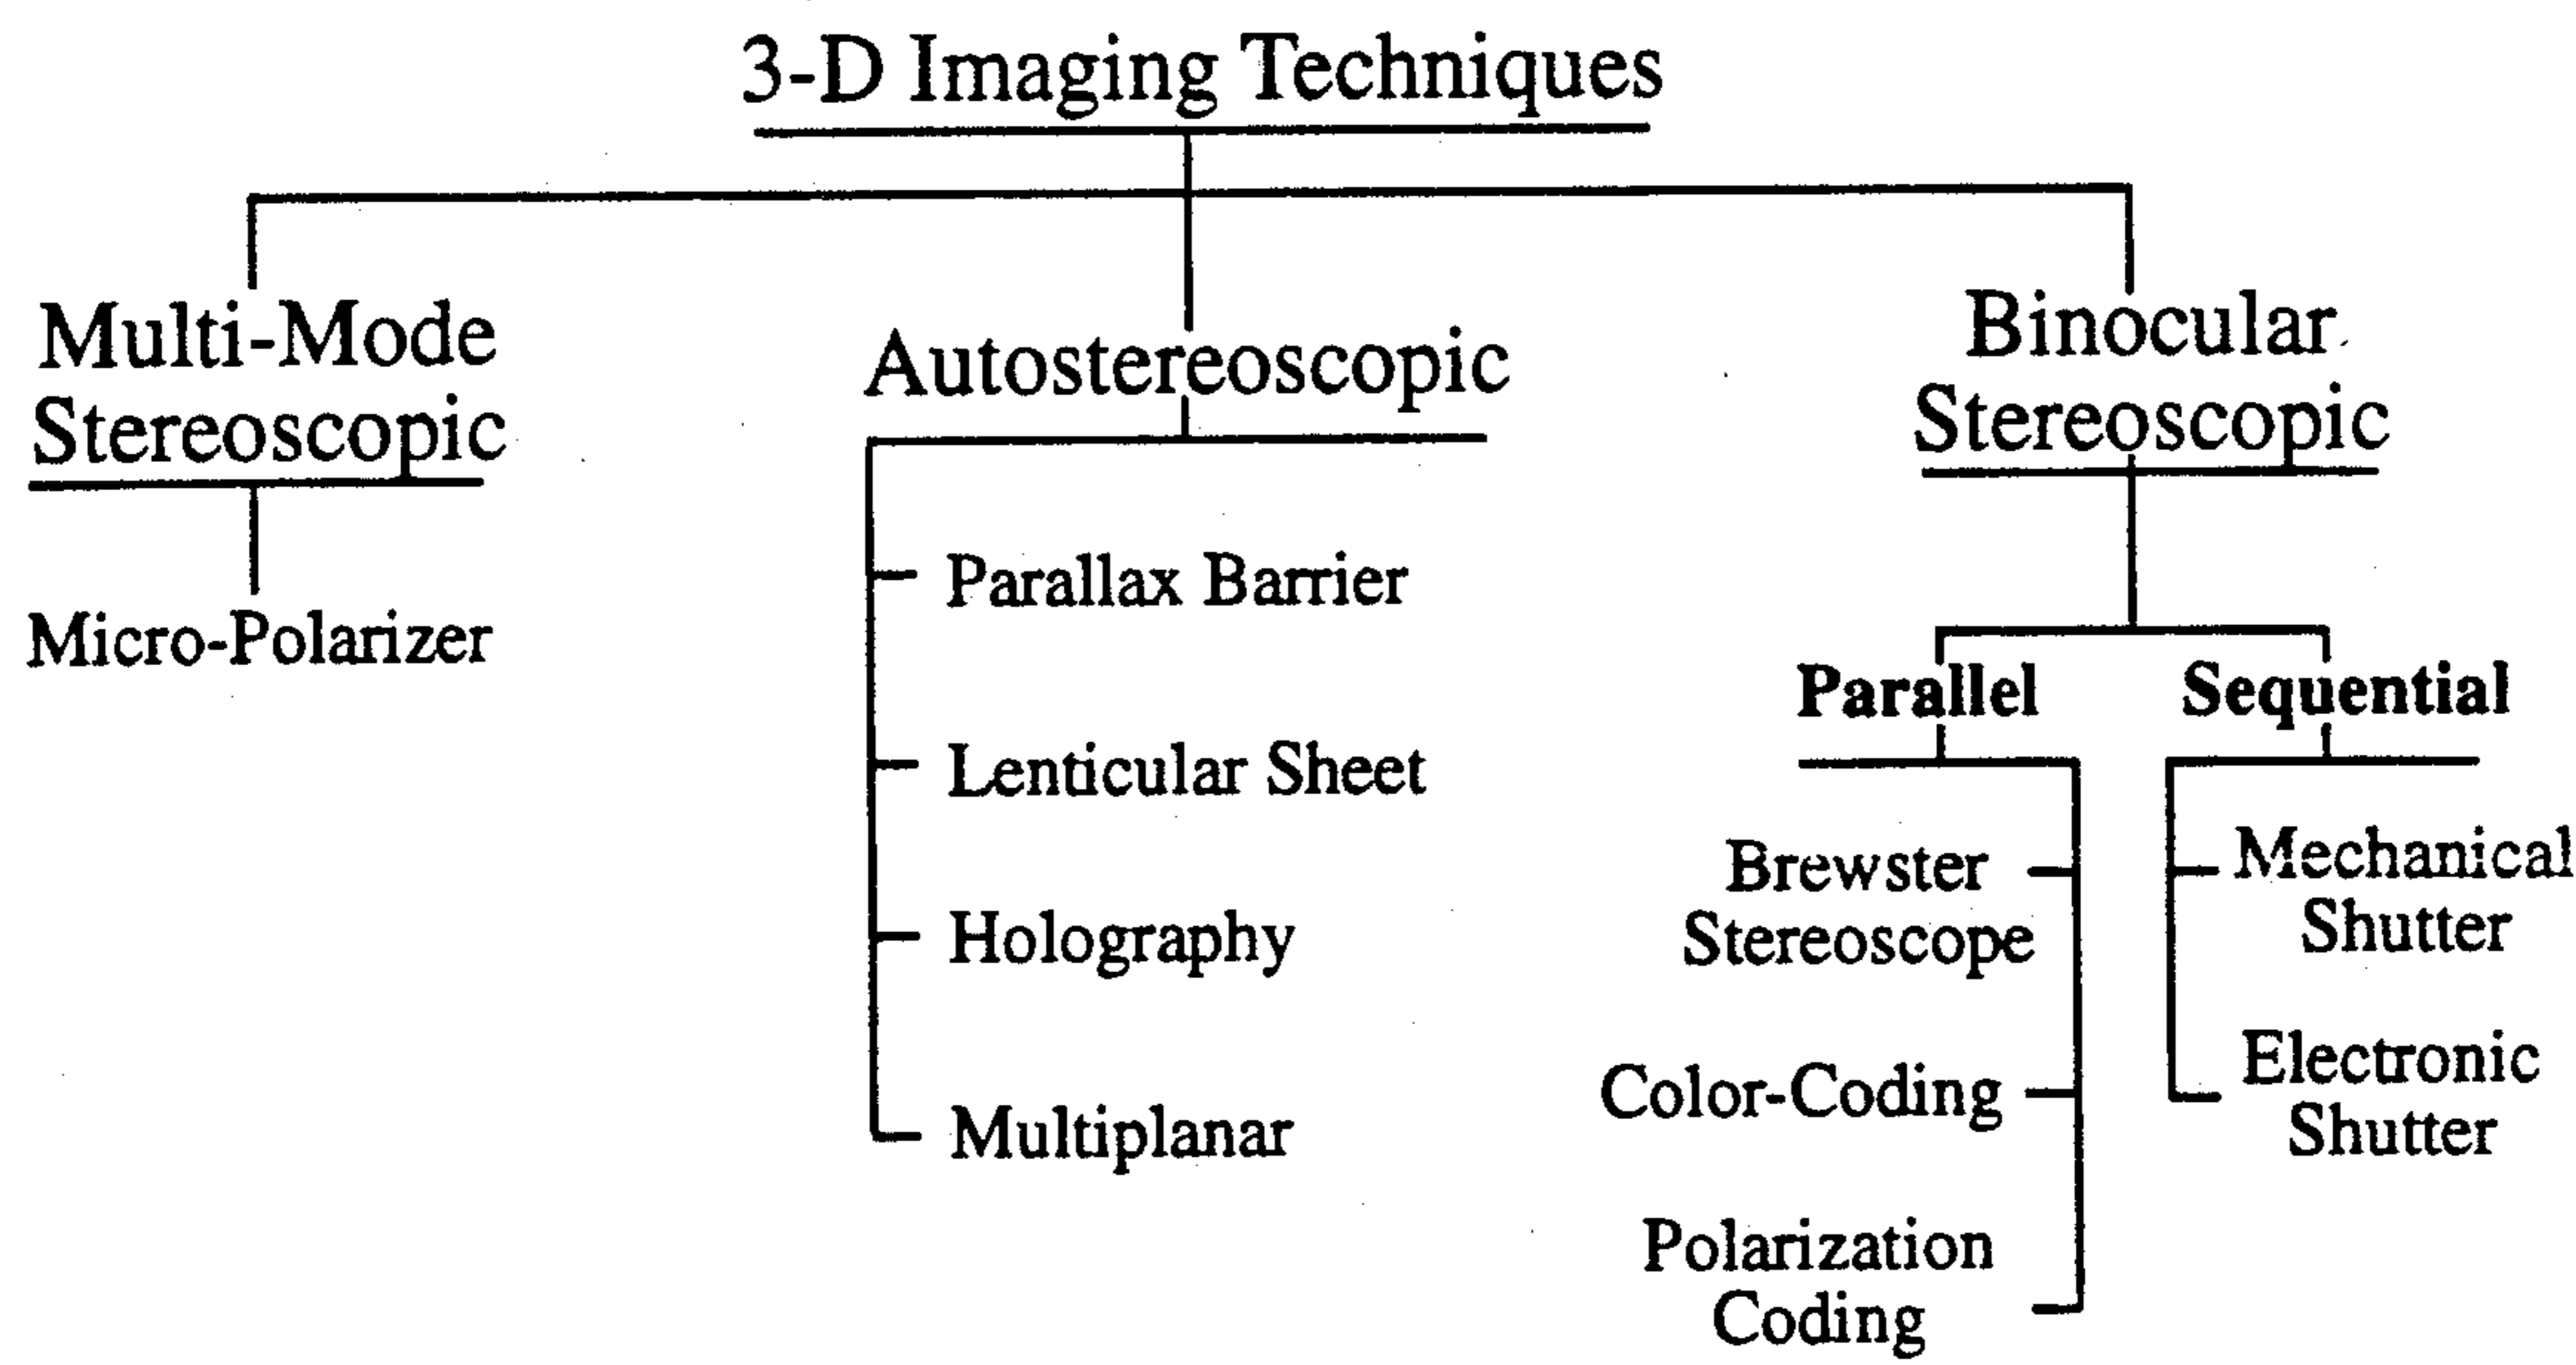 3-D Imaging Techniques
Multi-Mode
Stereoscopic
Micro-Polarizer
Autostereoscopic
Parallax Barrier
Lenticular Sheet
Holography
Multiplanar
Binocular
Stereoscopic
Parallel
Brewster
Stereoscope
Color-Coding
Polarization
Coding
Sequential
Mechanical
Shutter
Electronic
Shutter